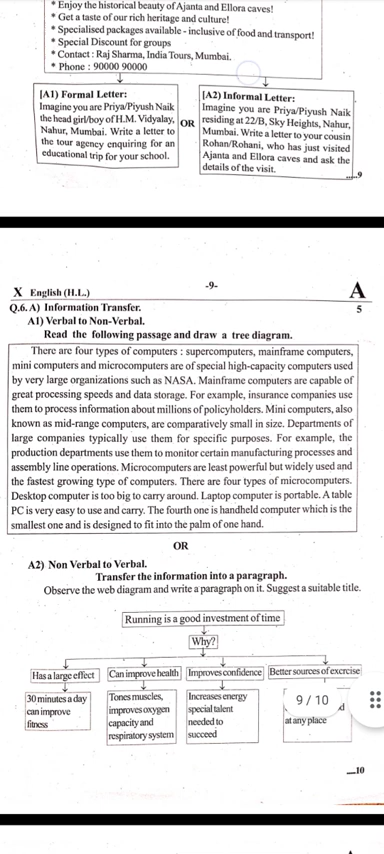 * Enjoy the historical beauty of Ajanta and Ellora caves!
* Get a taste of our rich heritage and culture!
* Specialised packages available - inclusive of food and transport!
* Special Discount for groups
* Contact : Raj Sharma, India Tours, Mumbai.
* Phone : 90000 90000
[A1) Formal Letter:
Imagine you are Priya/Piyush Naik
the head girl/boy of H.M. Vidyalay,
Nahur, Mumbai. Write a letter to
the tour agency enquiring for an
educational trip for your school.
OR
[A2) Informal Letter:
Imagine you are Priya/Piyush Naik
residing at 22/B, Sky Heights, Nahur,
Mumbai. Write a letter to your cousin
Rohan/Rohani, who has just visited
Ajanta and Ellora caves and ask the
details of the visit.
.....9
X English (H.L.)
-9-
A
Q.6. A) Information Transfer.
5
A1) Verbal to Non-Verbal.
Read the following passage and draw a tree diagram.
There are four types of computers : supercomputers, mainframe computers,
mini computers and microcomputers are of special high-capacity computers used
by very large organizations such as NASA. Mainframe computers are capable of
great processing speeds and data storage. For example, insurance companies use
them to process information about millions of policyholders. Mini computers, also
known as mid-range computers, are comparatively small in size. Departments of
large companies typically use them for specific purposes. For example, the
production departments use them to monitor certain manufacturing processes and
assembly line operations. Microcomputers are least powerful but widely used and
the fastest growing type of computers. There are four types of microcomputers.
Desktop computer is too big to carry around. Laptop computer is portable. A table
PC is very easy to use and carry. The fourth one is handheld computer which is the
smallest one and is designed to fit into the palm of one hand.
OR
A2) Non Verbal to Verbal.
Transfer the information into a paragraph.
Observe the web diagram and write a paragraph on it. Suggest a suitable title.
Running is a good investment of time
Why?
Has a large effect
Can improve health
Improves confidence
Better sources of exercise
30 minutes a day
can improve
fitness
Tones muscles,
improves oxygen
capacity and
respiratory system
Increases energy
special talent
needed to
succeed
9 / 10
at any place
....10